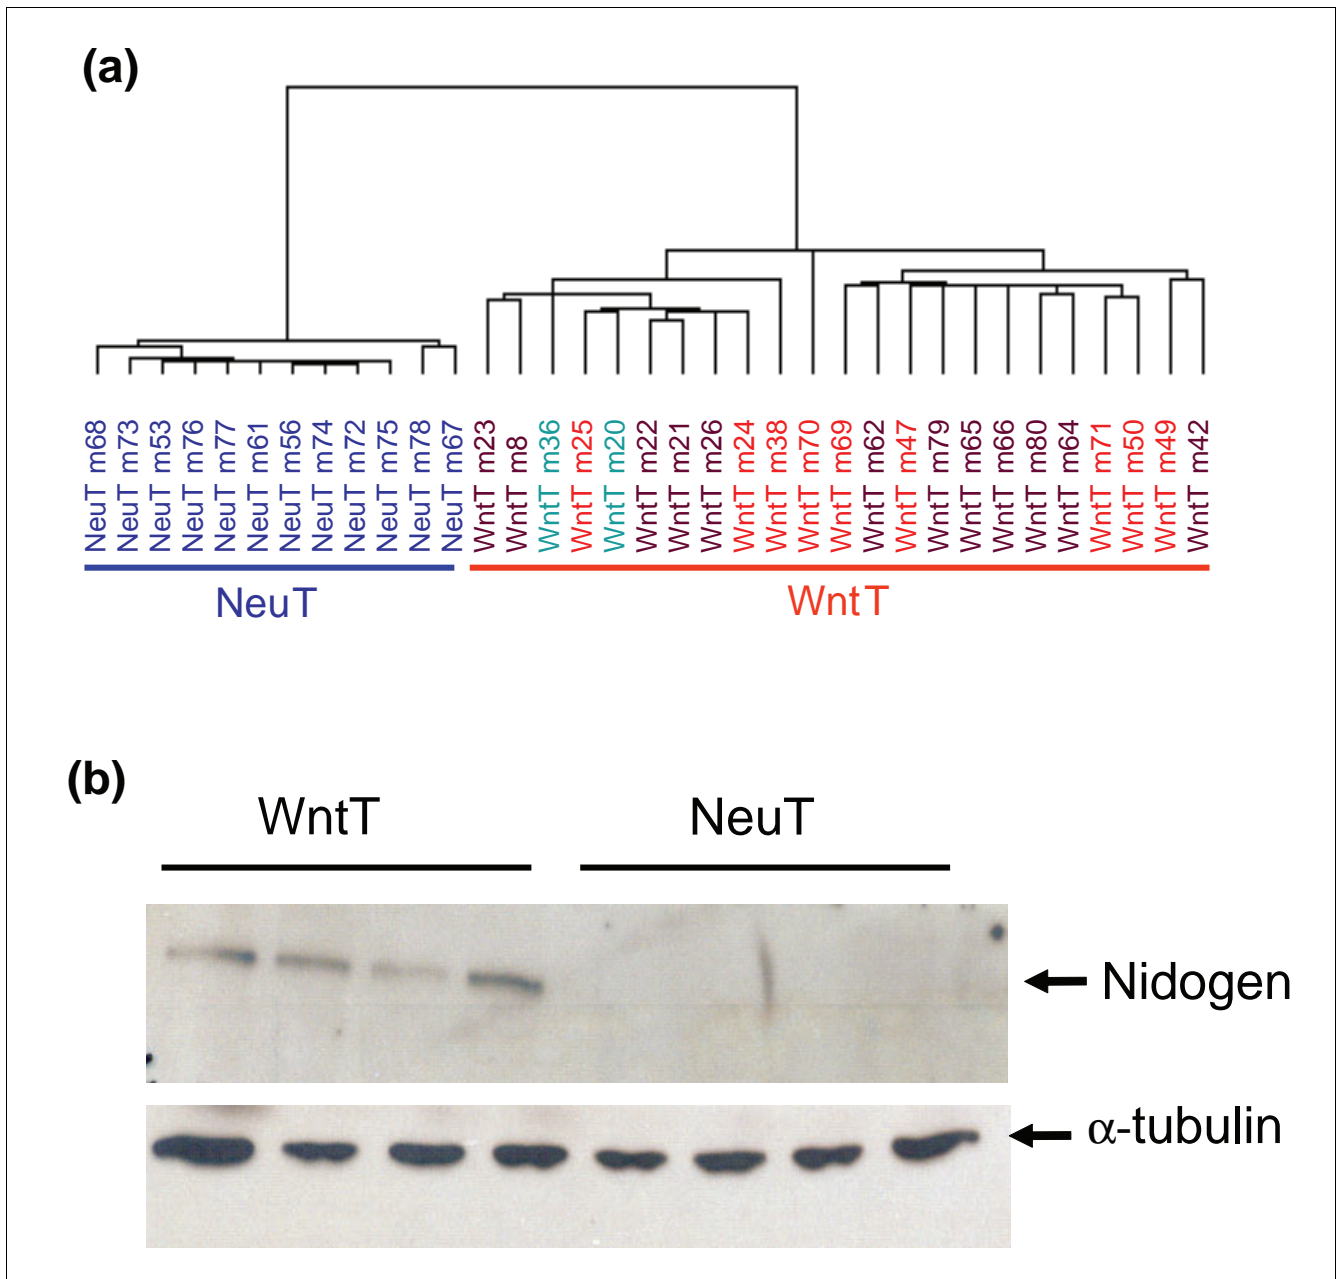 (a)
NeuT m68
NeuT m73
NeuT m53
NeuT m76
NeuT m77
NeuT m61
NeuT m56
NeuT m74
NeuT m72
NeuT m75
NeuT m78
NeuT m67
WntT m23
WntT m8
WntT m36
WntT m25
WntT m20
WntT m22
WntT m21
WntT m26
WntT m24
WntT m38
WntT m70
WntT m69
WntT m62
WntT m47
WntT m79
WntT m65
WntT m66
WntT m80
WntT m64
WntT m71
WntT m50
WntT m49
WntT m42
NeuT
WntT
(b)
WntT
NeuT
Nidogen
α-tubulin